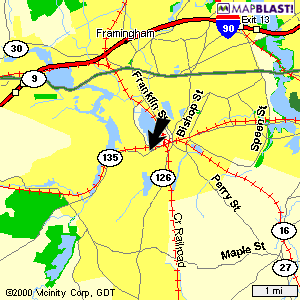 MAPBLAST!
Exit 13
90
Framingham
30
9
Franklin St
Bishop St
Speen St
135
126
Perry St
Ct Railroad
16
Maple St
27
©2000 Vicinity Corp, GDT
1 mi